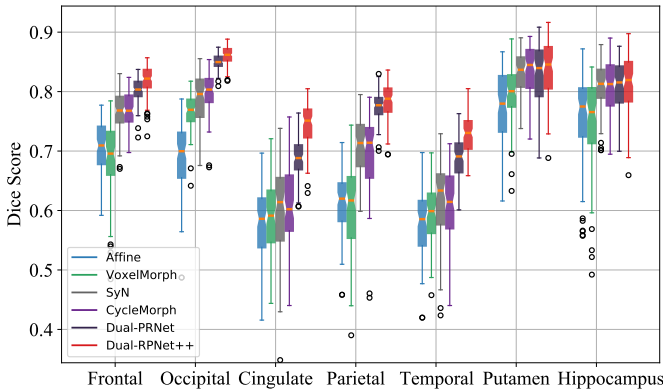 Dice Score
0.9
0.8
0.7
0.6
0.5
0.4
Affine
VoxelMorph
SyN
CycleMorph
Dual-PRNet
Dual-RPNet++
Frontal Occipital Cingulate Parietal Temporal Putamen Hippocampus